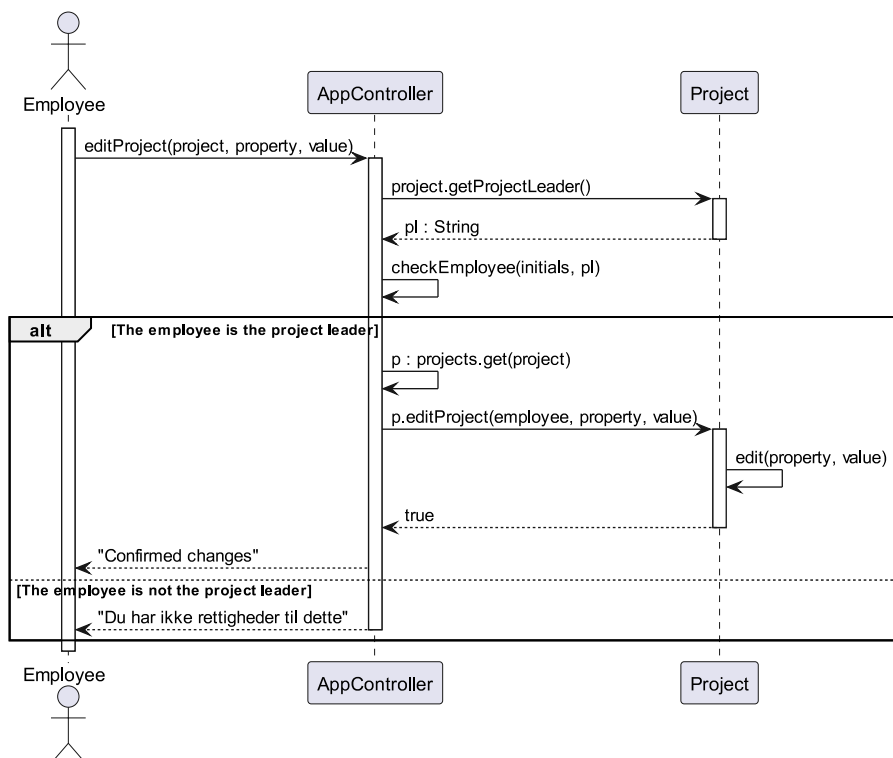 Employee
AppController
Project
editProject(project, property, value)
project.getProjectLeader()
pl : String
checkEmployee(initials, pl)
alt
[The employee is the project leader]
p : projects.get(project)
p.editProject(employee, property, value)
edit(property, value)
true
"Confirmed changes"
[The employee is not the project leader]
"Du har ikke rettigheder til dette"
Employee
AppController
Project